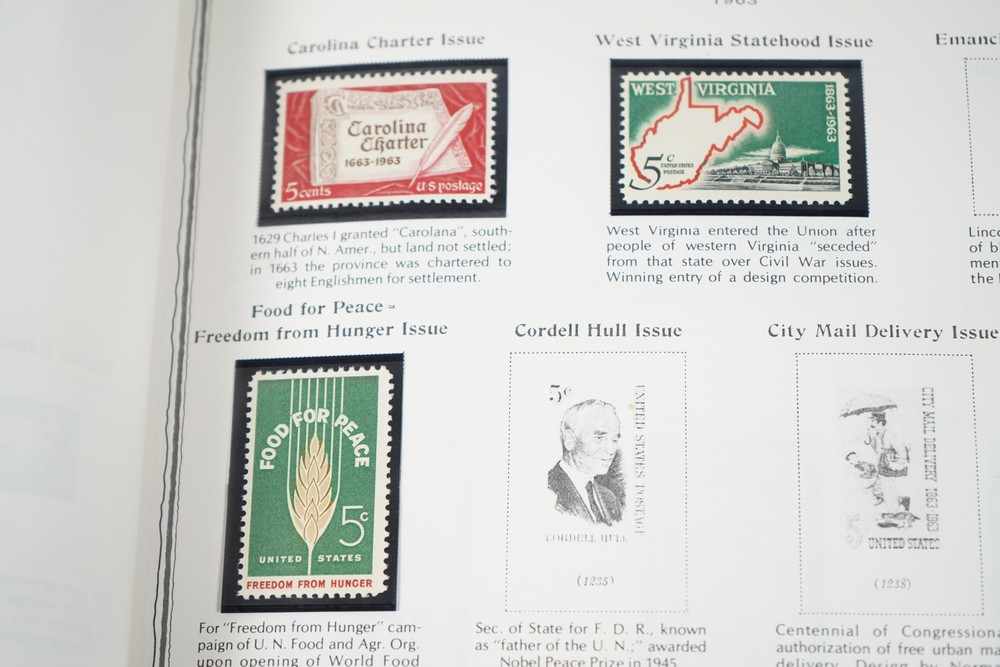 1963
Carolina Charter Issue
Carolina
Charter
1663-1963
5 cents
us postage
1629 Charles I granted "Carolana", south-
ern half of N. Amer., but land not settled;
in 1663 the province was chartered to
eight Englishmen for settlement.
West Virginia Statehood Issue
WEST VIRGINIA
1863-1963
5c
UNITED STATES
POSTAGE
West Virginia entered the Union after
people of western Virginia "seceded"
from that state over Civil War issues.
Winning entry of a design competition.
Emanci
Linc
of b
men
the
Food for Peace =
Freedom from Hunger Issue
FOOD FOR PEACE
5c
UNITED STATES
FREEDOM FROM HUNGER
For "Freedom from Hunger" cam-
paign of U. N. Food and Agr. Org.
upon opening of World Food
Cordell Hull Issue
5c
UNITED STATES POSTAGE
CORDELL HULL
(1235)
Sec. of State for F. D. R., known
as "father of the U. N.;" awarded
Nobel Peace Prize in 1945.
City Mail Delivery Issue
CITY MAIL DELIVERY 1863 1963
5
UNITED STATES
(1238)
Centennial of Congressiona
authorization of free urban ma
delivery. Design by Norm